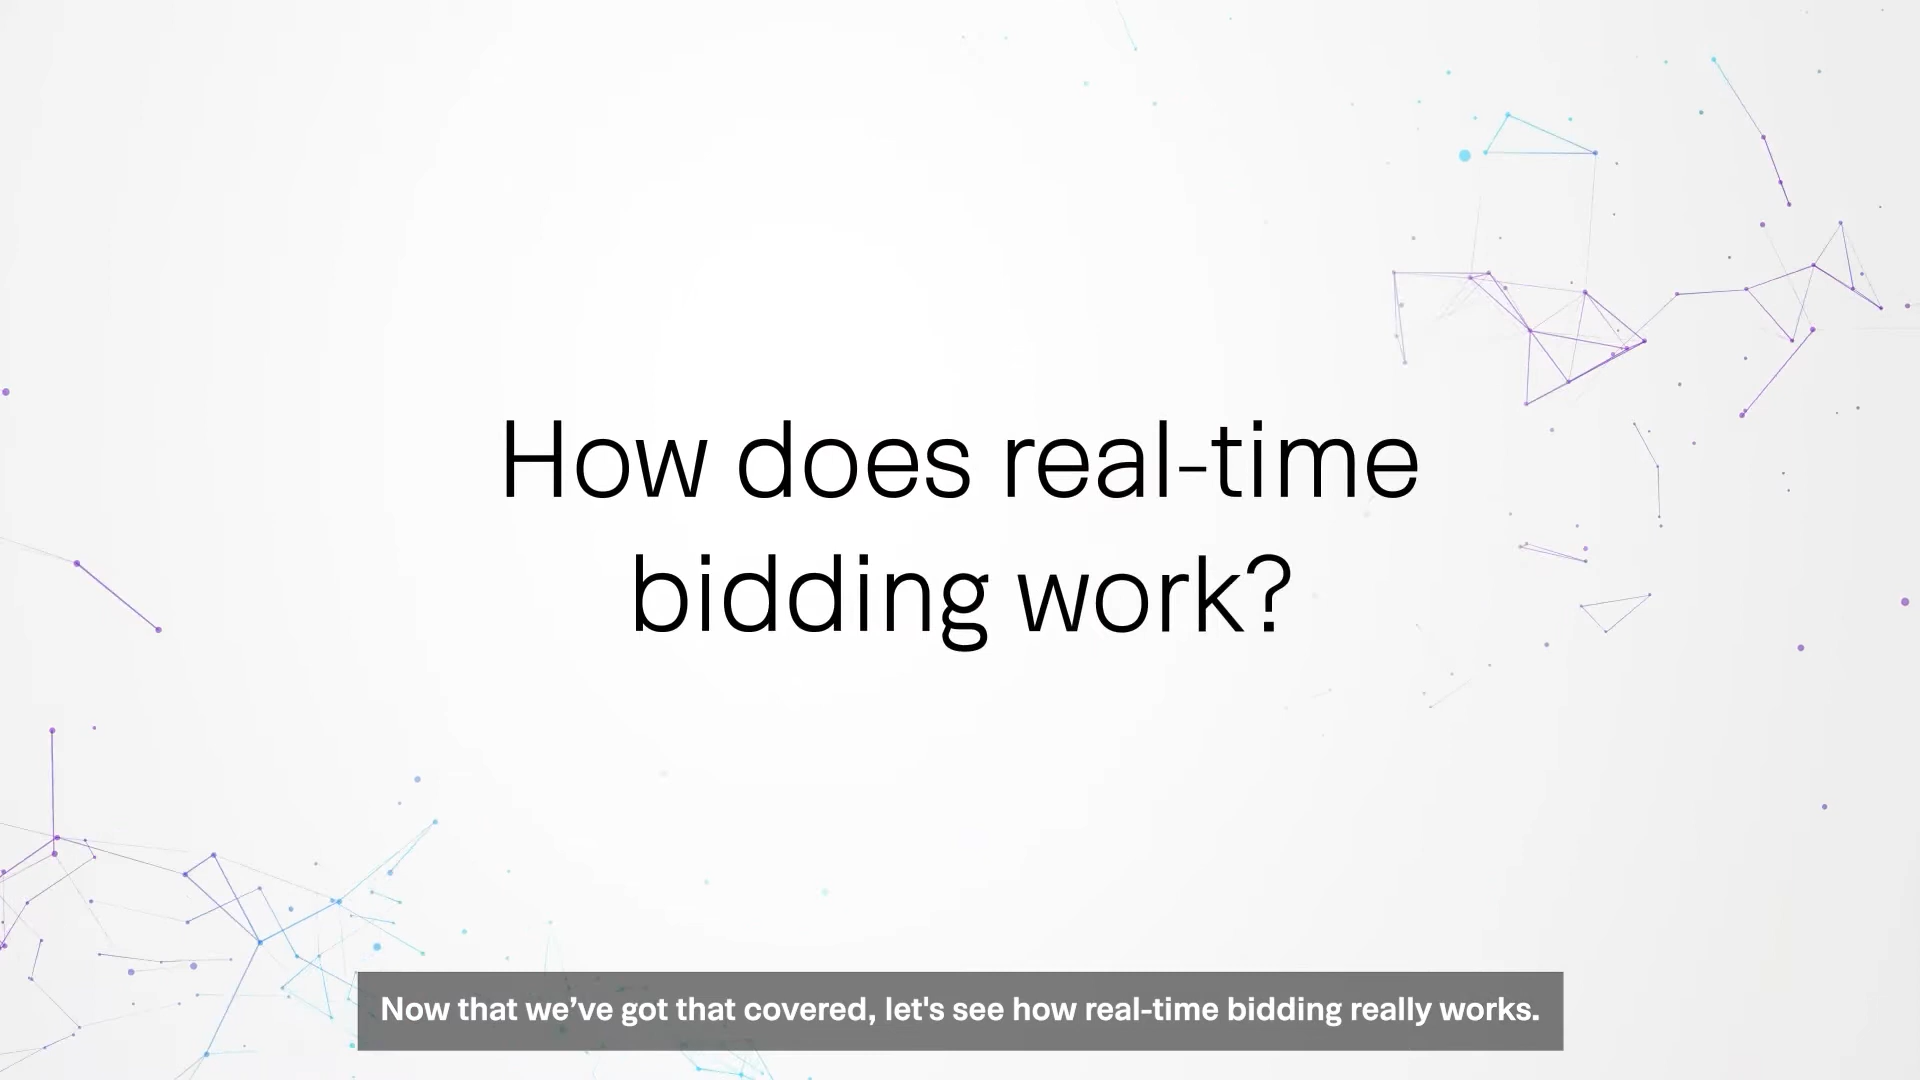 How does real-time
bidding work?
Now that we’ve got that covered, let's see how real-time bidding really works.